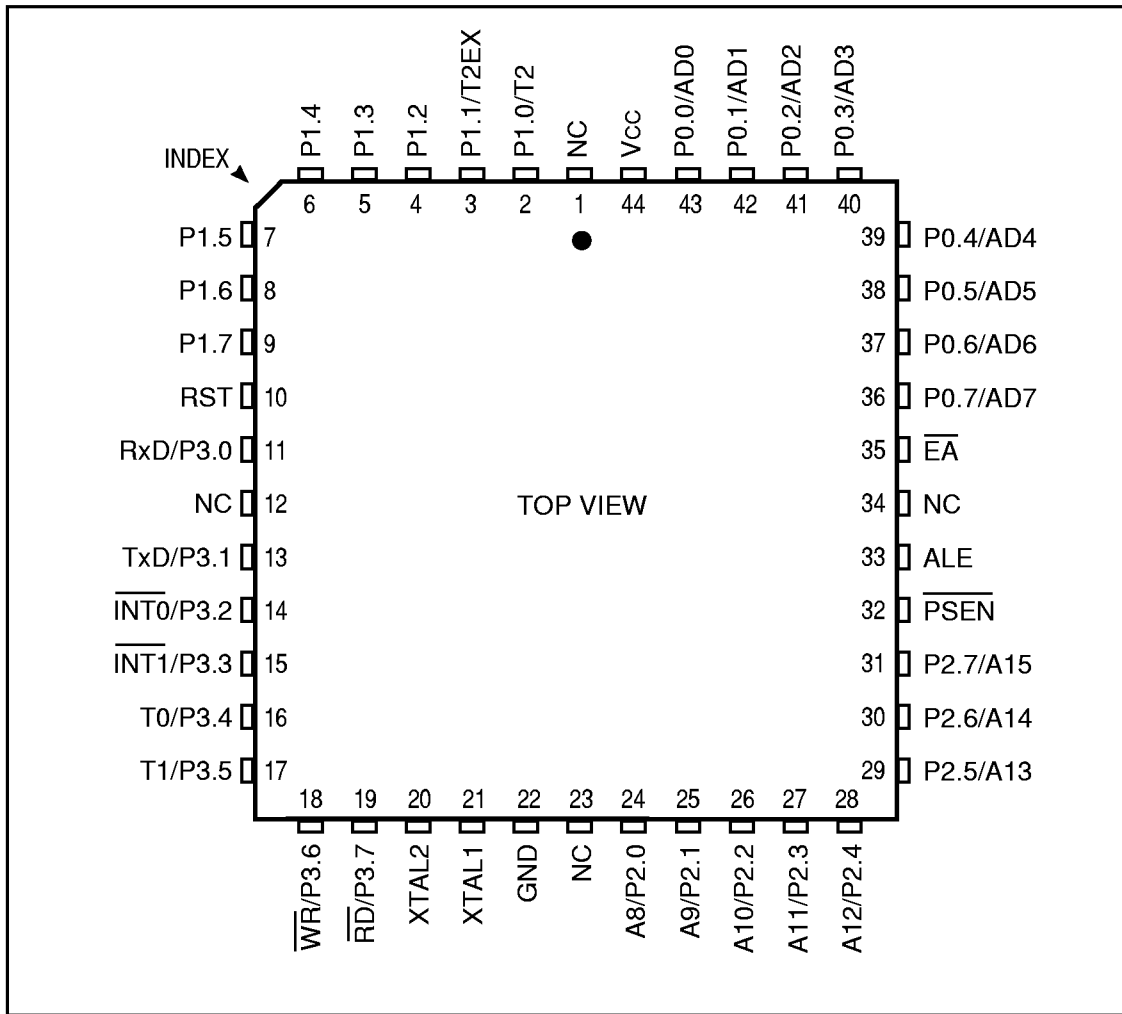 P1.4 P1.3 P1.2 P1.1/T2EX P1.0/T2 NC Vcc P0.0/AD0 P0.1/AD1 P0.2/AD2 P0.3/AD3
INDEX
6 5 4 3 2 1 44 43 42 41 40
P1.5 7 39 P0.4/AD4
P1.6 8 38 P0.5/AD5
P1.7 9 37 P0.6/AD6
RST 10 36 P0.7/AD7
RxD/P3.0 11 35 E̅A̅
NC 12 TOP VIEW 34 NC
TxD/P3.1 13 33 ALE
I̅N̅T̅0̅/P3.2 14 32 P̅S̅E̅N̅
I̅N̅T̅1̅/P3.3 15 31 P2.7/A15
T0/P3.4 16 30 P2.6/A14
T1/P3.5 17 29 P2.5/A13
18 19 20 21 22 23 24 25 26 27 28
W̅R̅/P3.6 R̅D̅/P3.7 XTAL2 XTAL1 GND NC A8/P2.0 A9/P2.1 A10/P2.2 A11/P2.3 A12/P2.4